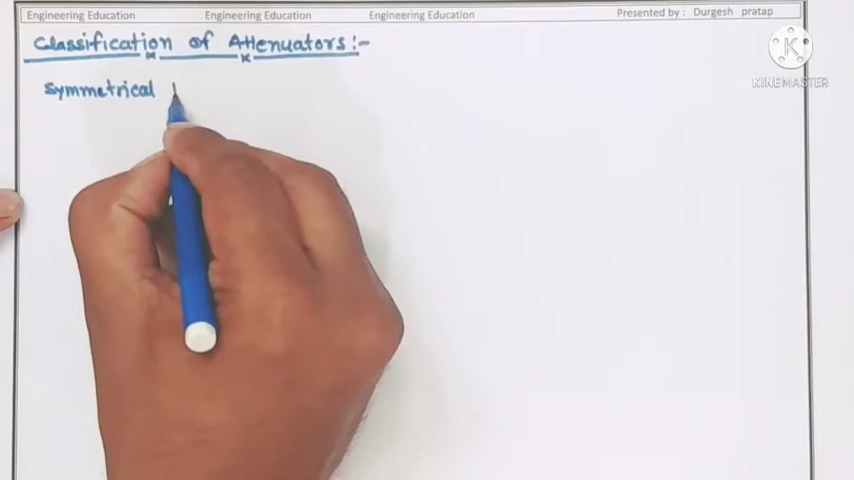 Engineering Education Engineering Education Engineering Education Presented by : Durgesh pratap
Classification of Attenuators :-
Symmetrical
K
KINEMASTER